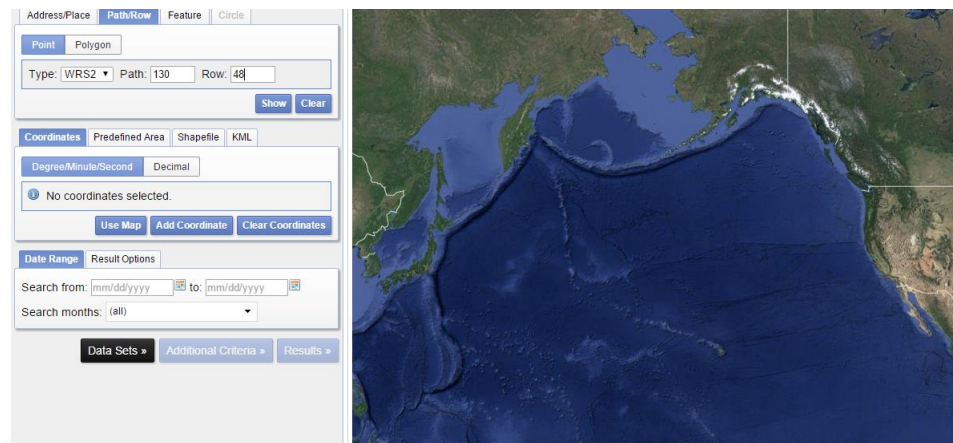 Address/Place Path/Row Feature Circle
Point Polygon
Type: WRS2 Path: 130 Row: 48
Show Clear
Coordinates Predefined Area Shapefile KML
Degree/Minute/Second Decimal
No coordinates selected.
Use Map Add Coordinate Clear Coordinates
Date Range Result Options
Search from: mm/dd/yyyy to: mm/dd/yyyy
Search months: (all)
Data Sets » Additional Criteria » Results »